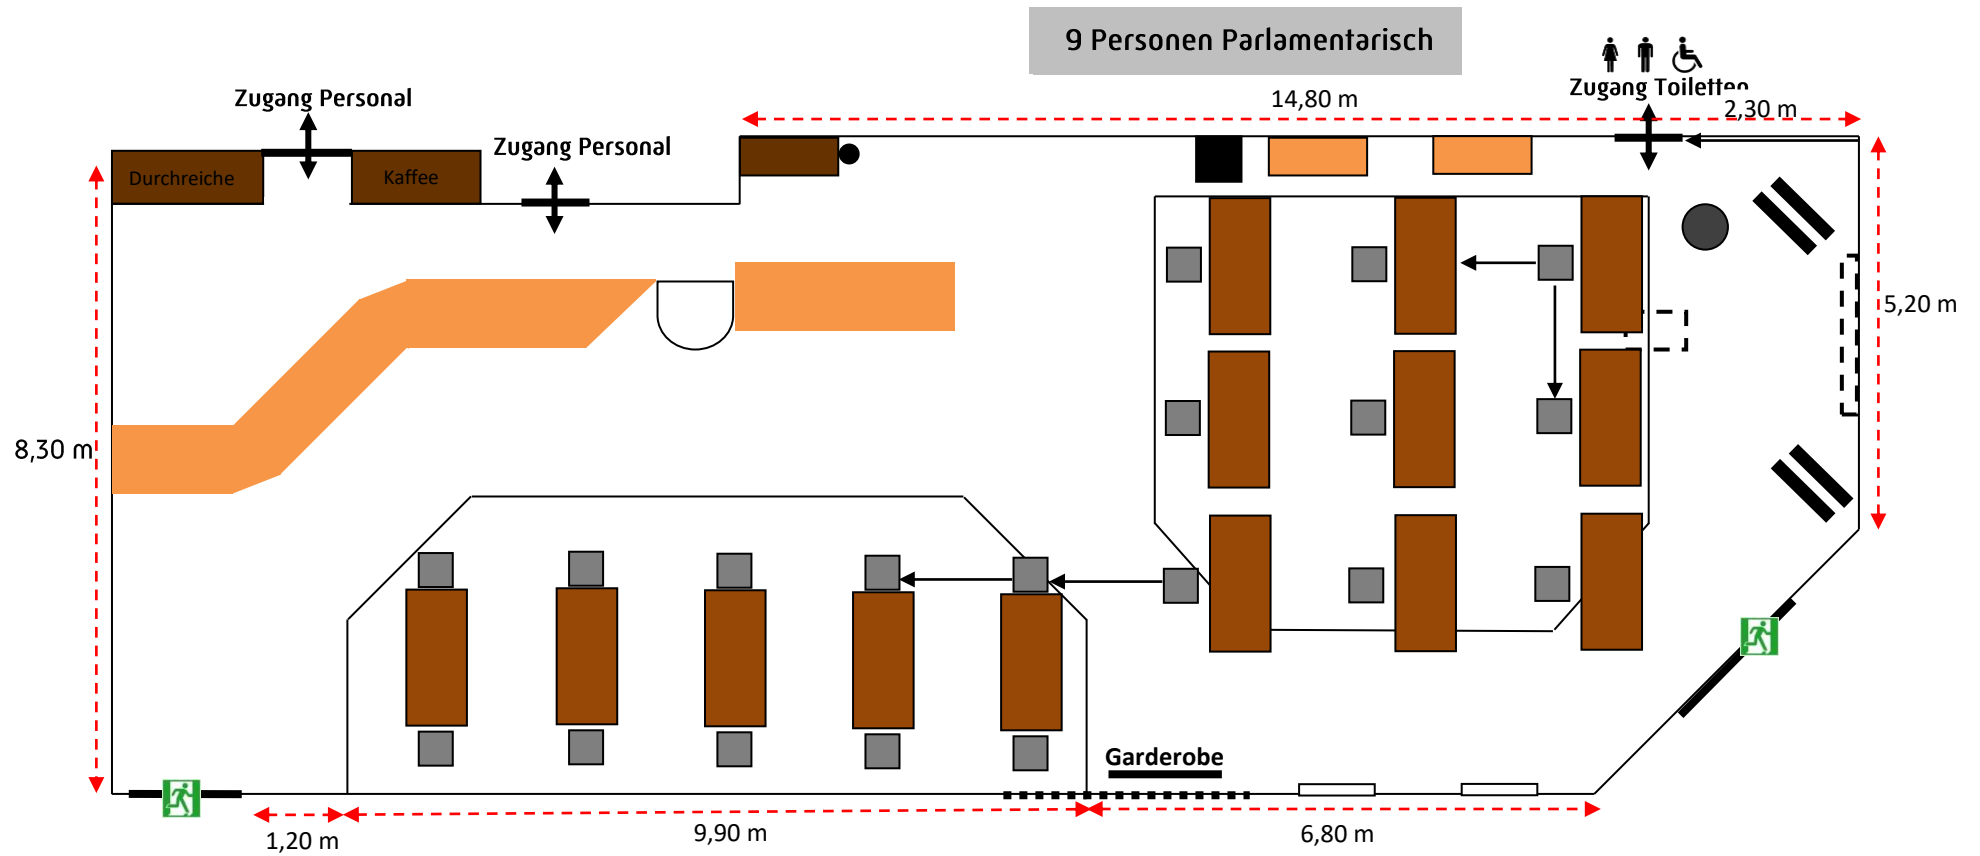 9 Personen Parlamentarisch
Zugang Toiletten
14,80 m
2,30 m
Zugang Personal
Zugang Personal
Durchreiche
Kaffee
5,20 m
8,30 m
Garderobe
1,20 m
9,90 m
6,80 m